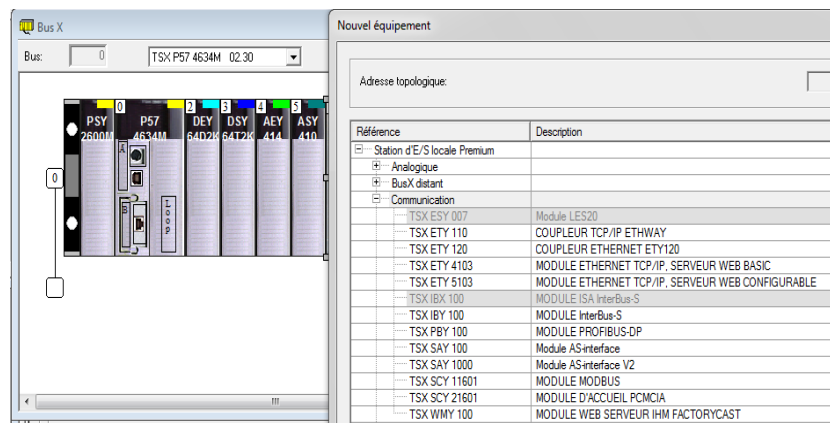 Bus X
Bus: 0 TSX P57 4634M 02.30
0 2 3 4 5
PSY P57 DEY DSY AEY ASY
2600M 4634M 64D2K 64T2K 414 410
A
0
B
Loop
Nouvel équipement
Adresse topologique:
Référence Description
Station d'E/S locale Premium
Analogique
BusX distant
Communication
TSX ESY 007 Module LES20
TSX ETY 110 COUPLEUR TCP/IP ETHWAY
TSX ETY 120 COUPLEUR ETHERNET ETY120
TSX ETY 4103 MODULE ETHERNET TCP/IP, SERVEUR WEB BASIC
TSX ETY 5103 MODULE ETHERNET TCP/IP, SERVEUR WEB CONFIGURABLE
TSX IBX 100 MODULE ISA InterBus-S
TSX IBY 100 MODULE InterBus-S
TSX PBY 100 MODULE PROFIBUS-DP
TSX SAY 100 Module AS-interface
TSX SAY 1000 Module AS-interface V2
TSX SCY 11601 MODULE MODBUS
TSX SCY 21601 MODULE D'ACCUEIL PCMCIA
TSX WMY 100 MODULE WEB SERVEUR IHM FACTORYCAST